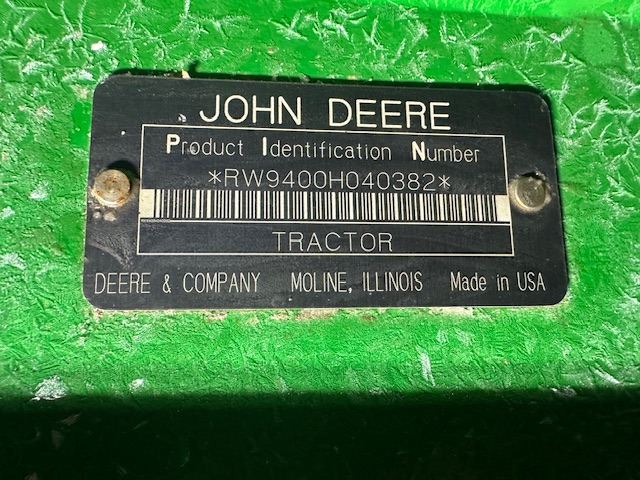 JOHN DEERE
Product Identification Number
*RW9400H040382*
TRACTOR
DEERE & COMPANY MOLINE, ILLINOIS Made in USA